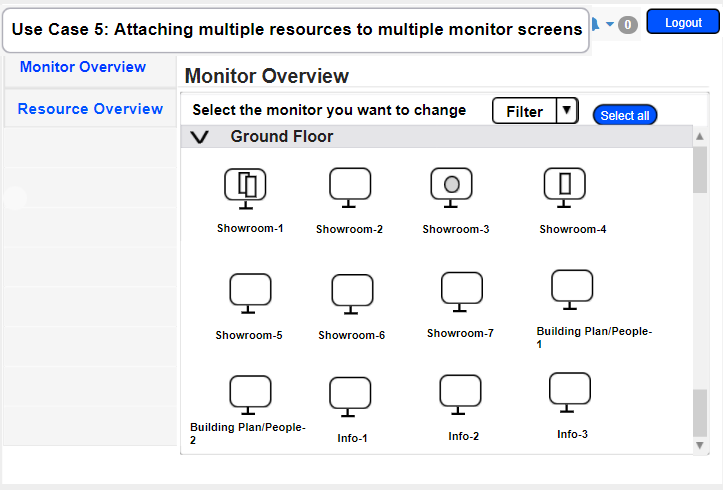 Use Case 5: Attaching multiple resources to multiple monitor screens
0
Logout
Monitor Overview
Resource Overview
Monitor Overview
Select the monitor you want to change
Filter
Select all
Ground Floor
Showroom-1
Showroom-2
Showroom-3
Showroom-4
Showroom-5
Showroom-6
Showroom-7
Building Plan/People-
1
Building Plan/People-
2
Info-1
Info-2
Info-3